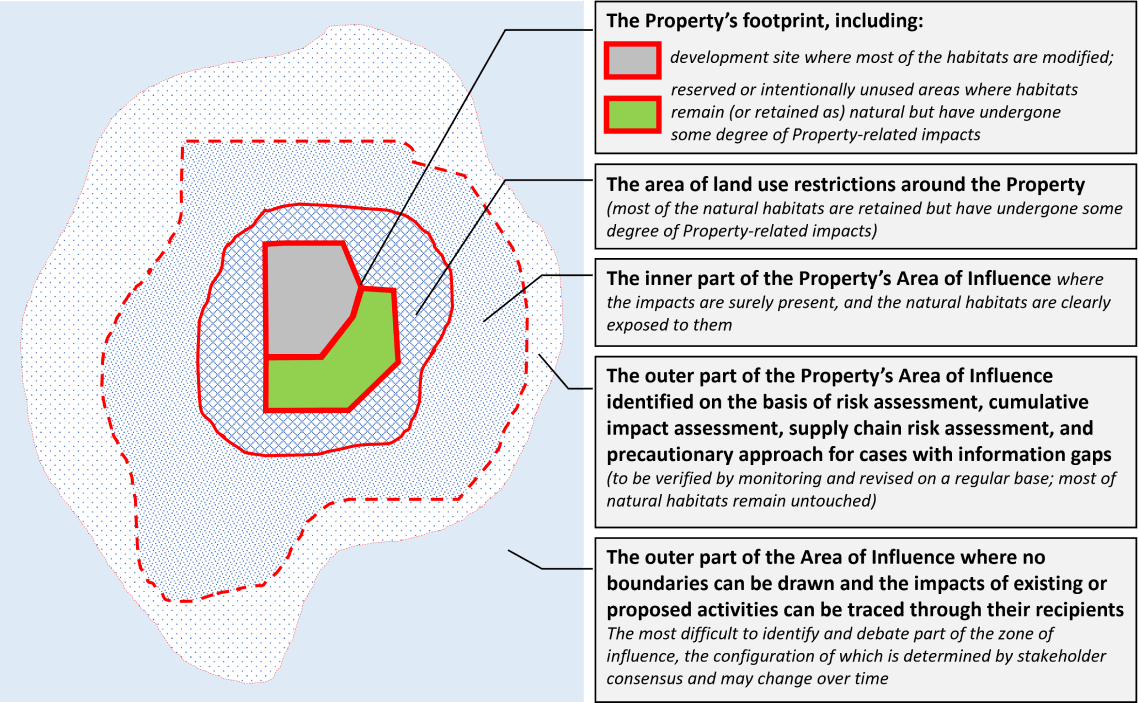 The Property’s footprint, including:
development site where most of the habitats are modified;
reserved or intentionally unused areas where habitats
remain (or retained as) natural but have undergone
some degree of Property-related impacts
The area of land use restrictions around the Property
(most of the natural habitats are retained but have undergone some
degree of Property-related impacts)
The inner part of the Property’s Area of Influence where
the impacts are surely present, and the natural habitats are clearly
exposed to them
The outer part of the Property’s Area of Influence
identified on the basis of risk assessment, cumulative
impact assessment, supply chain risk assessment, and
precautionary approach for cases with information gaps
(to be verified by monitoring and revised on a regular base; most of
natural habitats remain untouched)
The outer part of the Area of Influence where no
boundaries can be drawn and the impacts of existing or
proposed activities can be traced through their recipients
The most difficult to identify and debate part of the zone of
influence, the configuration of which is determined by stakeholder
consensus and may change over time